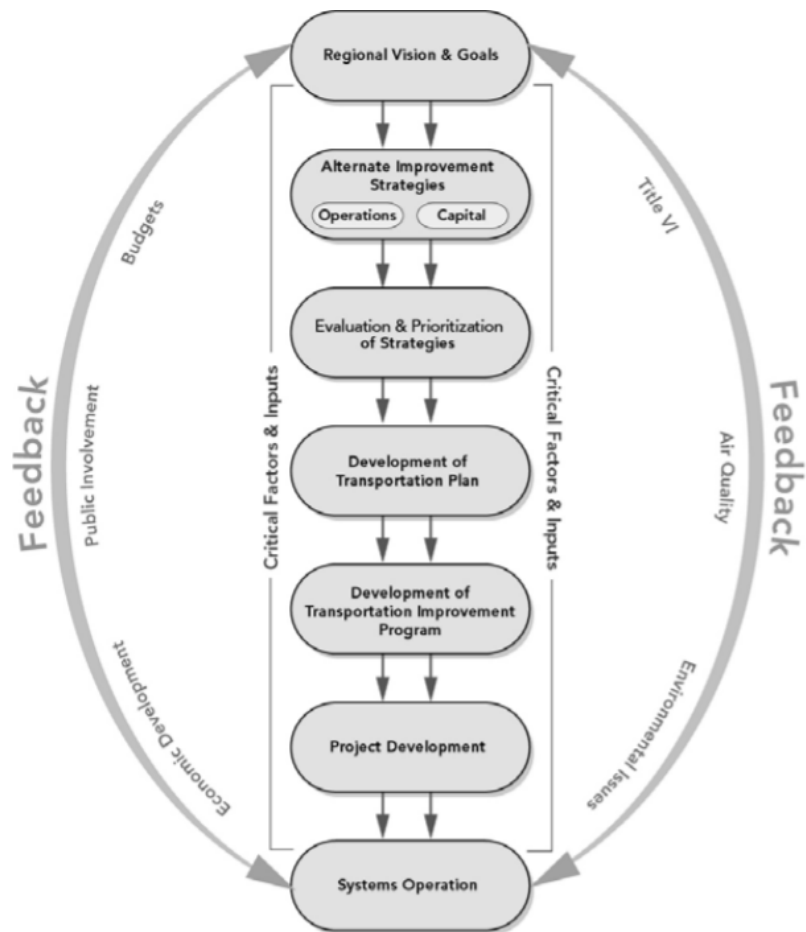 Regional Vision & Goals
Alternate Improvement
Strategies
Operations
Capital
Budgets
Title VI
Evaluation & Prioritization
of Strategies
Critical Factors & Inputs
Critical Factors & Inputs
Feedback
Feedback
Public Involvement
Air Quality
Development of
Transportation Plan
Development of
Transportation Improvement
Program
Economic Development
Environmental Issues
Project Development
Systems Operation